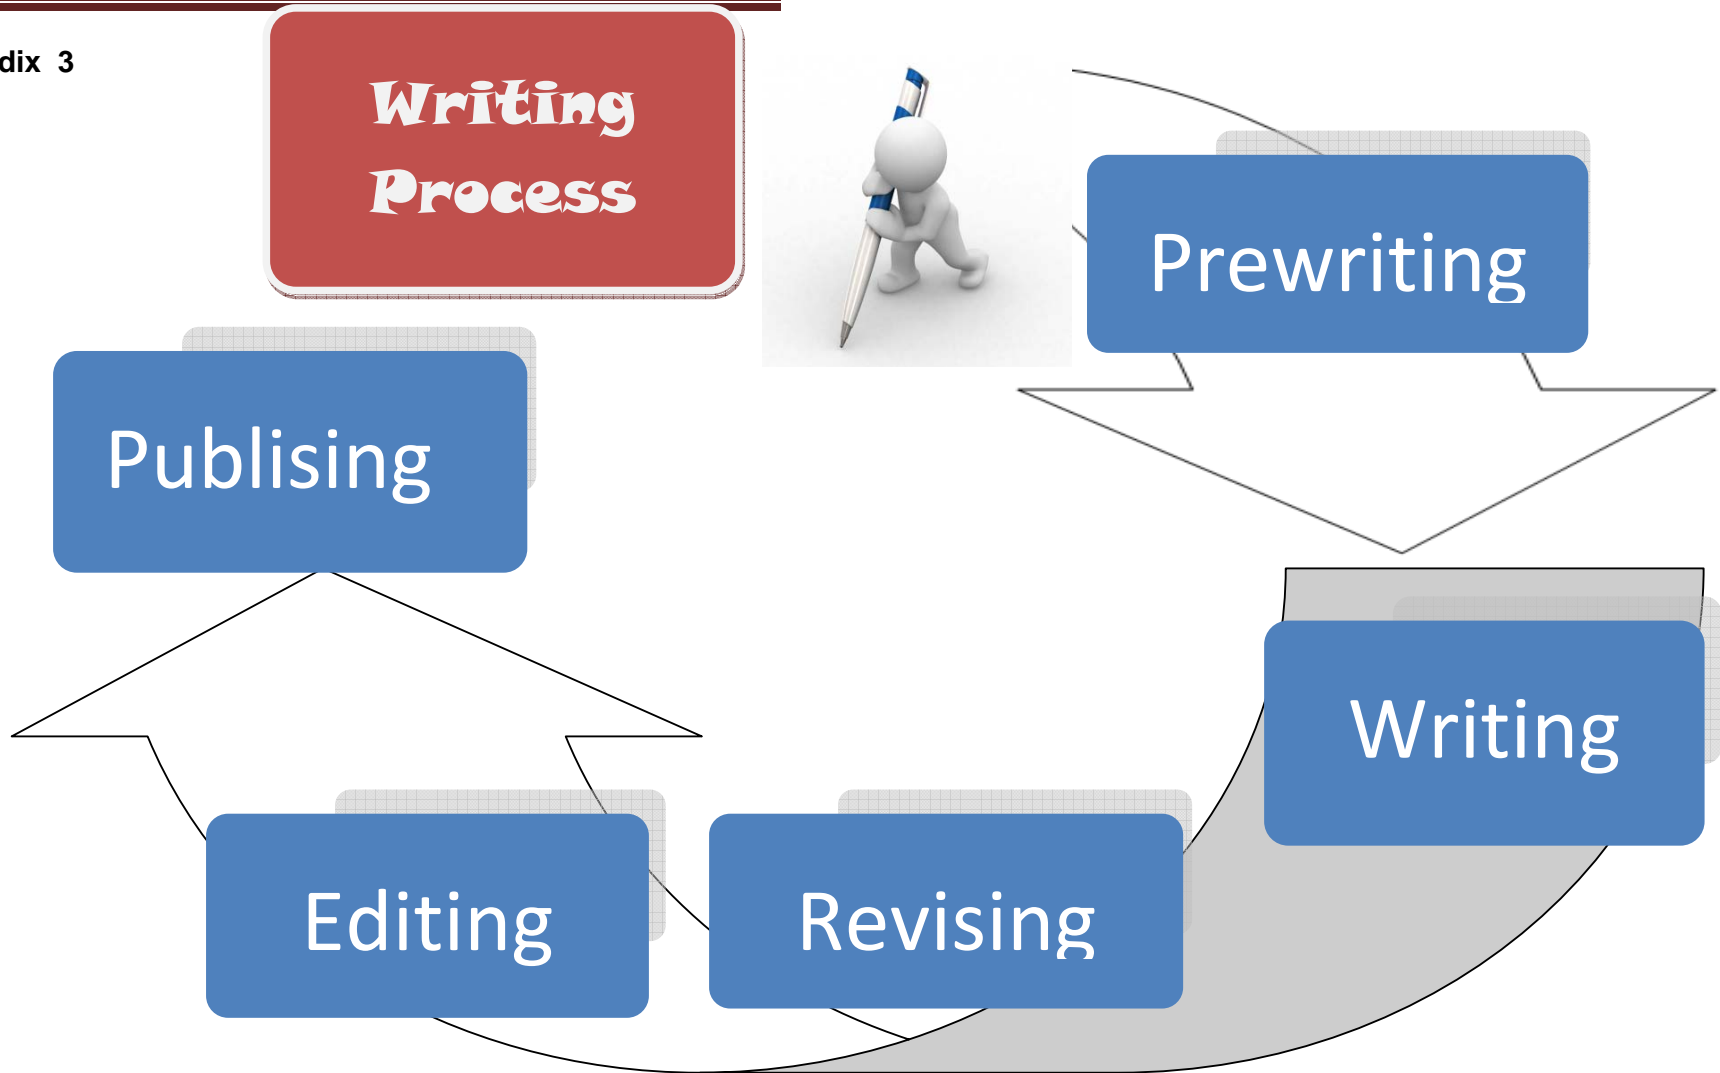 dix 3
Writing
Process
Prewriting
Publising
Writing
Editing
Revising